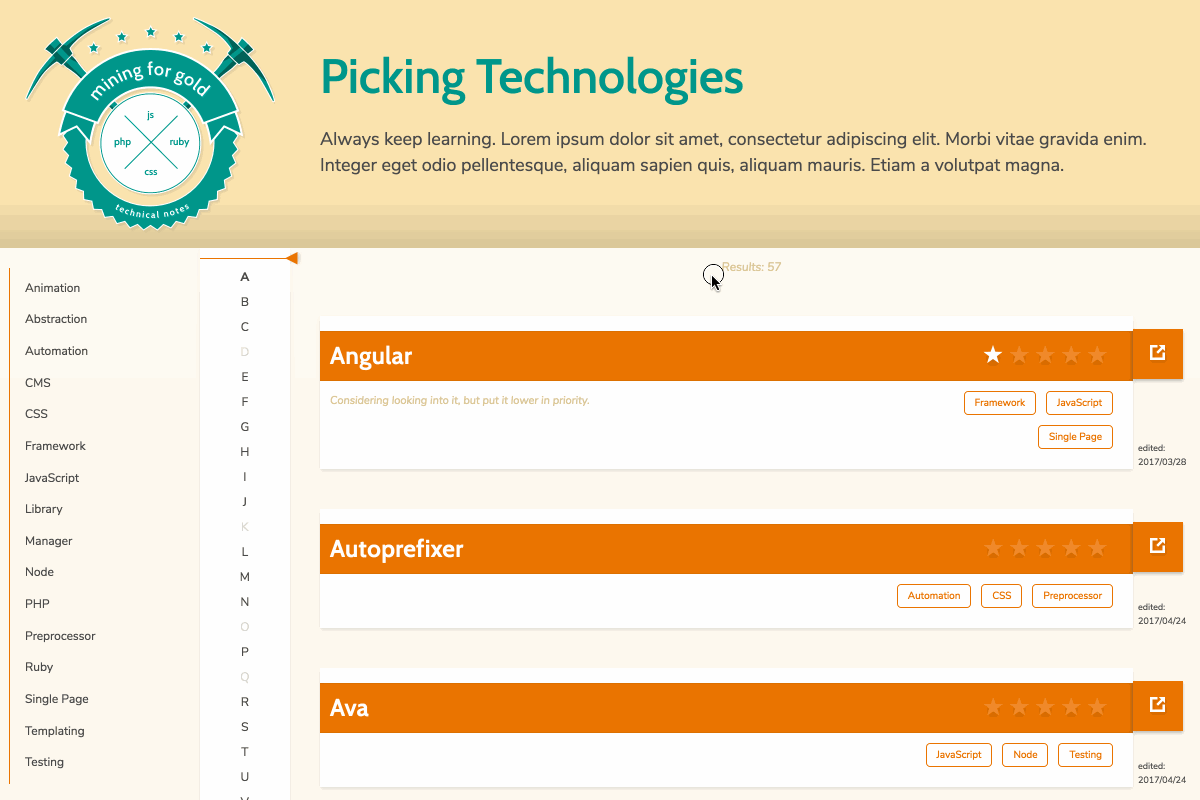 mining for gold
js
php
ruby
css
technical notes
Picking Technologies
Always keep learning. Lorem ipsum dolor sit amet, consectetur adipiscing elit. Morbi vitae gravida enim.
Integer eget odio pellentesque, aliquam sapien quis, aliquam mauris. Etiam a volutpat magna.
Animation
Abstraction
Automation
CMS
CSS
Framework
JavaScript
Library
Manager
Node
PHP
Preprocessor
Ruby
Single Page
Templating
Testing
A
B
C
D
E
F
G
H
I
J
K
L
M
N
O
P
Q
R
S
T
U
V
Results: 57
Angular
Considering looking into it, but put it lower in priority.
Framework
JavaScript
Single Page
edited:
2017/03/28
Autoprefixer
Automation
CSS
Preprocessor
edited:
2017/04/24
Ava
JavaScript
Node
Testing
edited:
2017/04/24